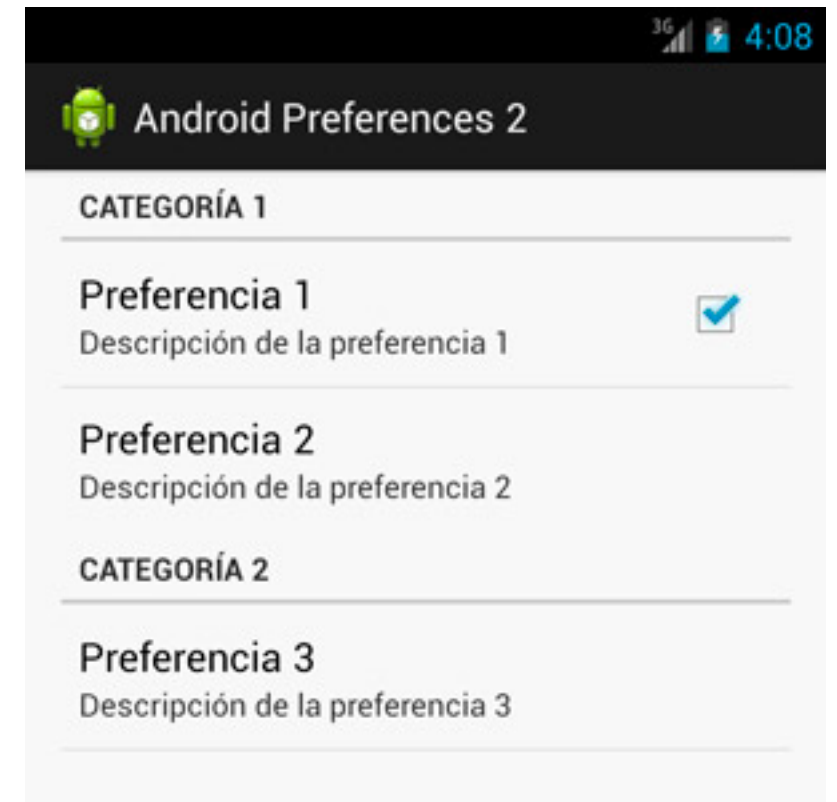 3G 4:08
Android Preferences 2
CATEGORÍA 1
Preferencia 1
Descripción de la preferencia 1
Preferencia 2
Descripción de la preferencia 2
CATEGORÍA 2
Preferencia 3
Descripción de la preferencia 3